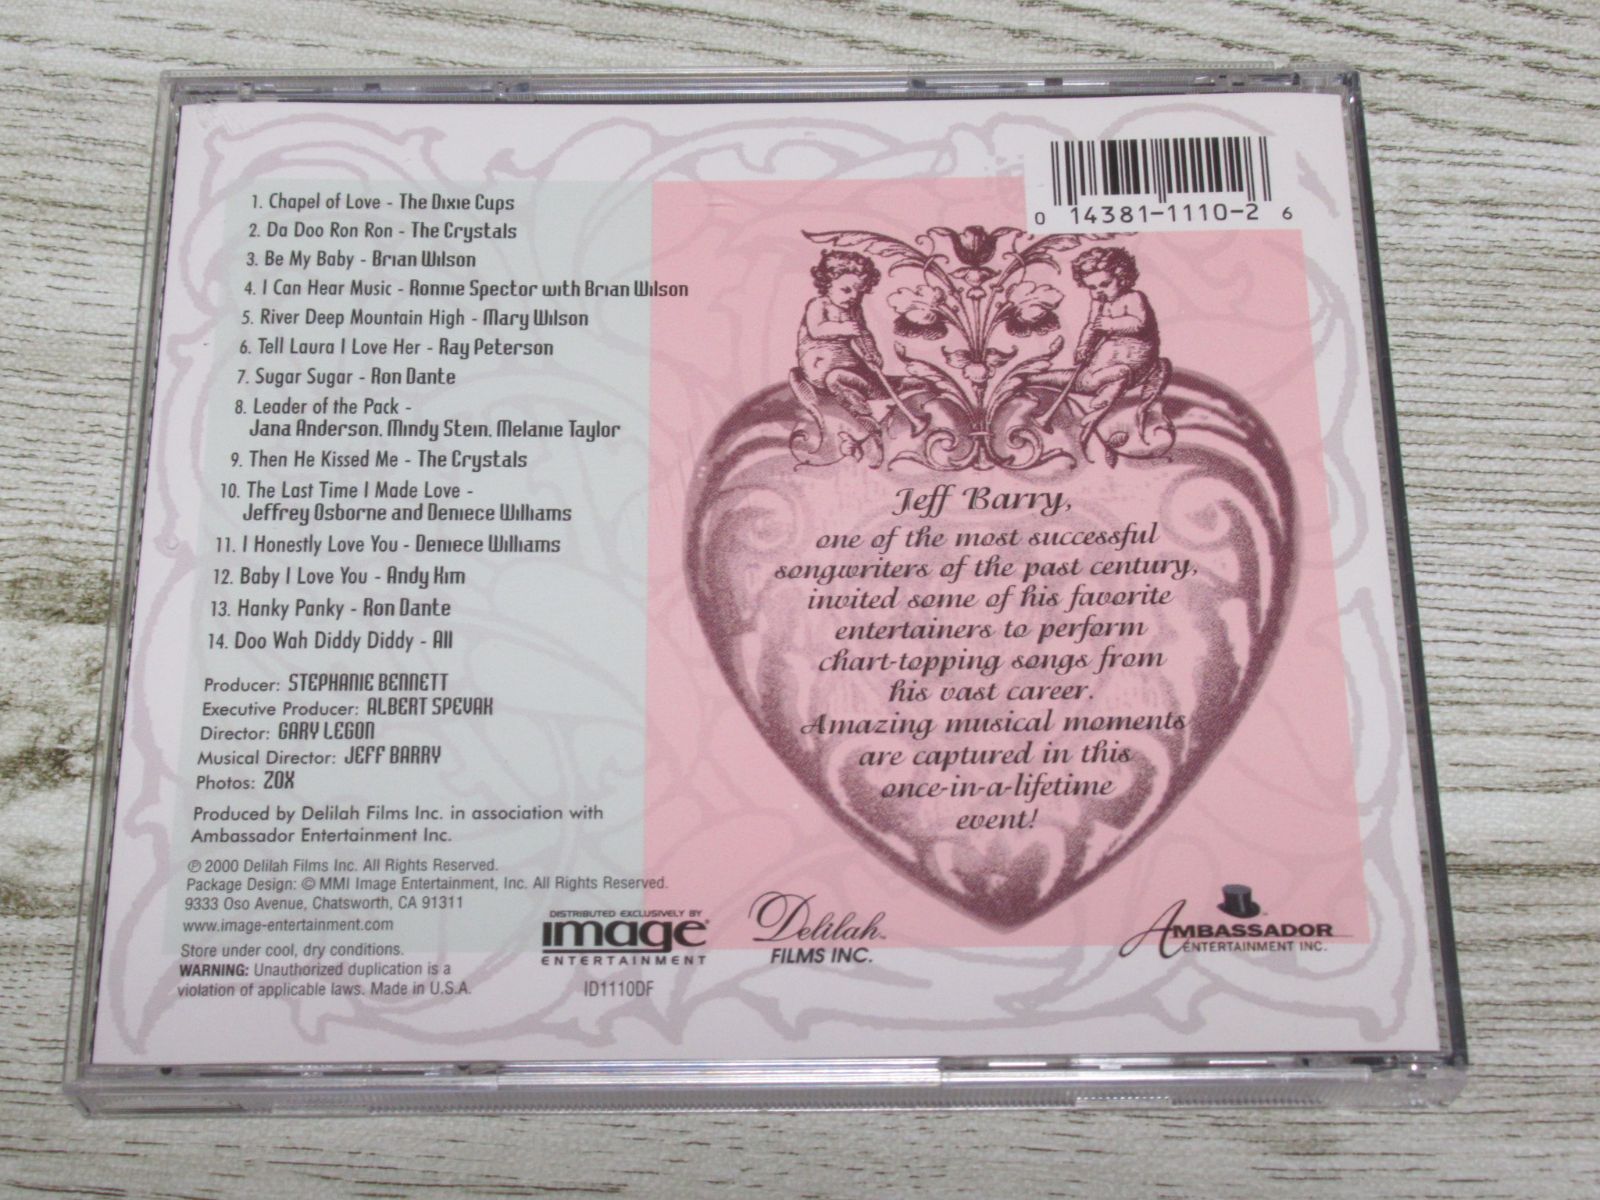 1. Chapel of Love - The Dixie Cups
2. Da Doo Ron Ron - The Crystals
3. Be My Baby - Brian Wilson
4. I Can Hear Music - Ronnie Spector with Brian Wilson
5. River Deep Mountain High - Mary Wilson
6. Tell Laura I Love Her - Ray Peterson
7. Sugar Sugar - Ron Dante
8. Leader of the Pack -
Jana Anderson, Mindy Stein, Melanie Taylor
9. Then He Kissed Me - The Crystals
10. The Last Time I Made Love -
Jeffrey Osborne and Deniece Williams
11. I Honestly Love You - Deniece Williams
12. Baby I Love You - Andy Kim
13. Hanky Panky - Ron Dante
14. Doo Wah Diddy Diddy - All
Producer: STEPHANIE BENNETT
Executive Producer: ALBERT SPEVAK
Director: GARY LEGON
Musical Director: JEFF BARRY
Photos: ZOX
Produced by Delilah Films Inc. in association with
Ambassador Entertainment Inc.
℗ 2000 Delilah Films Inc. All Rights Reserved.
Package Design: © MMI Image Entertainment, Inc. All Rights Reserved.
9333 Oso Avenue, Chatsworth, CA 91311
www.image-entertainment.com
Store under cool, dry conditions.
WARNING: Unauthorized duplication is a
violation of applicable laws. Made in U.S.A.
DISTRIBUTED EXCLUSIVELY BY
image®
ENTERTAINMENT
ID1110DF
Delilah™
FILMS INC.
0 14381-1110-2 6
Jeff Barry,
one of the most successful
songwriters of the past century,
invited some of his favorite
entertainers to perform
chart-topping songs from
his vast career.
Amazing musical moments
are captured in this
once-in-a-lifetime
event!
AMBASSADOR
ENTERTAINMENT INC.